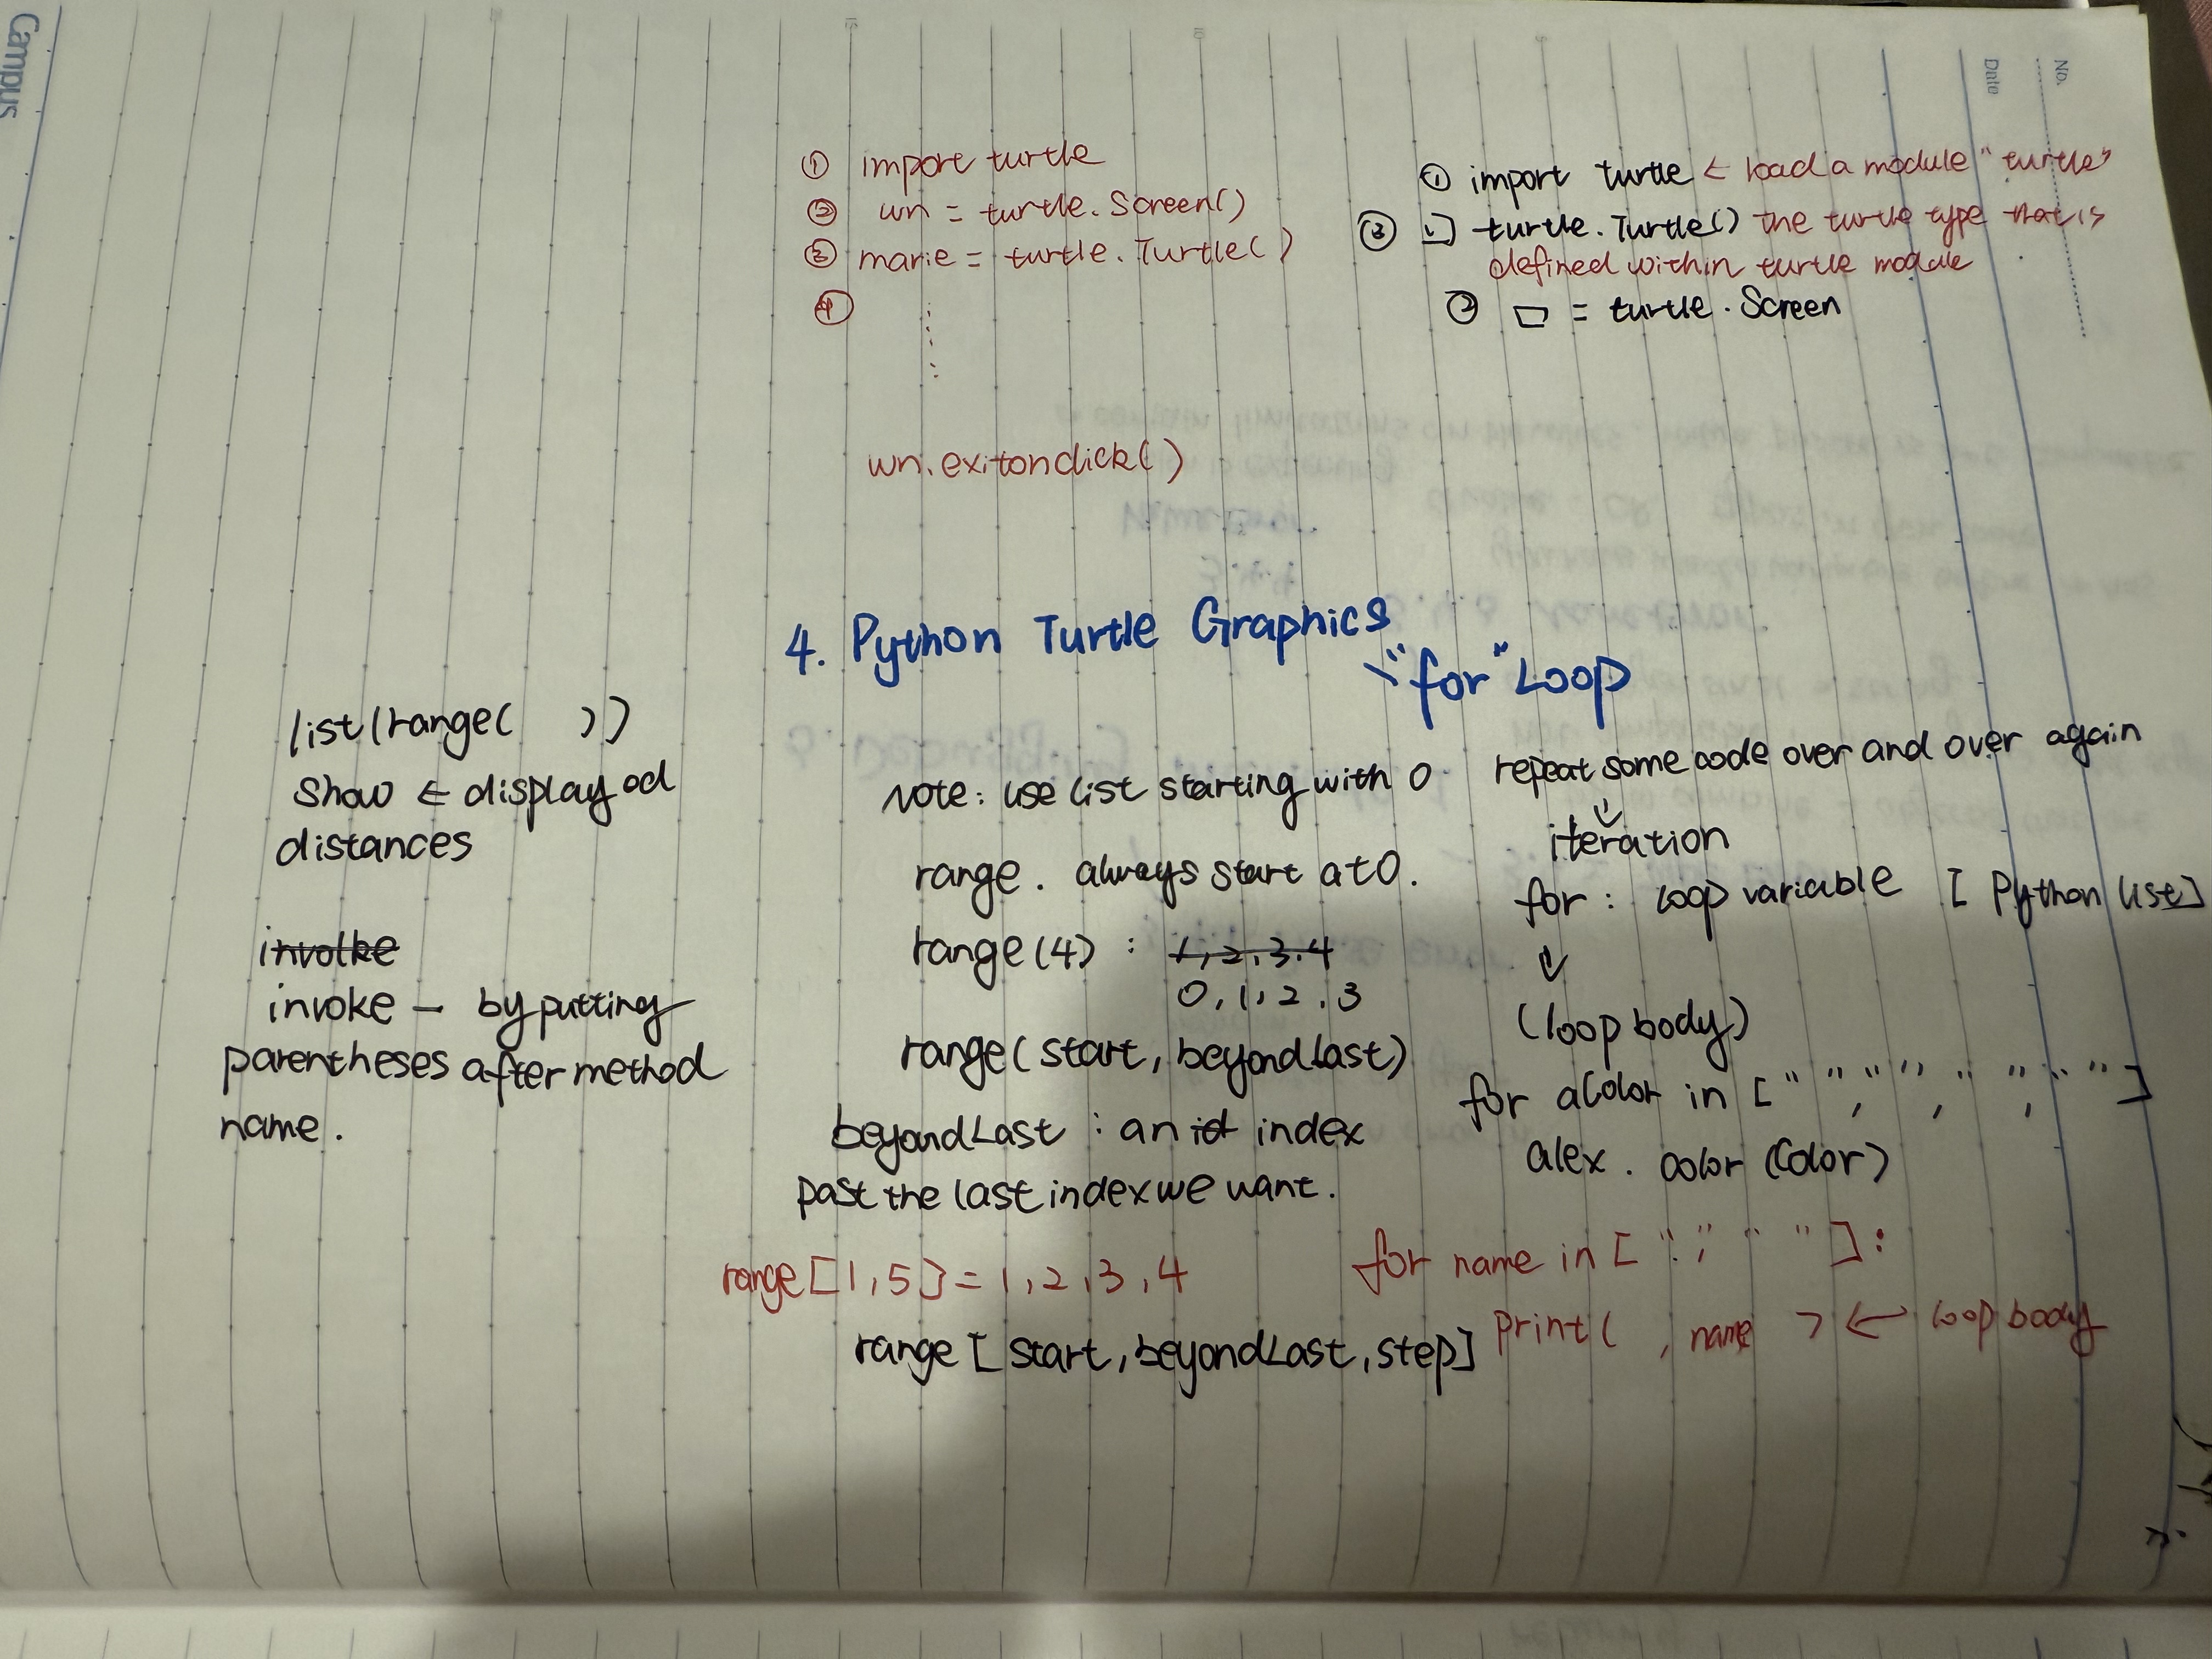 ① import turtle
② wn = turtle.Screen()
③ marie = turtle.Turtle()
④
wn.exitonclick()
① import turtle ← load a module "turtle"
② □ turtle.Turtle() the turtle type that is
defined within turtle module
③ □ = turtle.Screen
4. Python Turtle Graphics
"for" Loop
list(range( ))
show ← display od
distances
involke
invoke — by putting
parentheses after method
name.
note: use list starting with 0
range. always start at 0.
range(4) : 1, 2, 3, 4
0, 1, 2, 3
range(start, beyondLast)
beyondLast : an id index
past the last index we want.
range[1,5] = 1, 2, 3, 4
range[start, beyondLast, step]
repeat some code over and over again
iteration
for : loop variable [Python list]
(loop body)
for aColor in [" ", " ", " ", " "]
alex.color(Color)
for name in [" ", " "]:
print( , name ) ← loop body
Campus
Date
No.